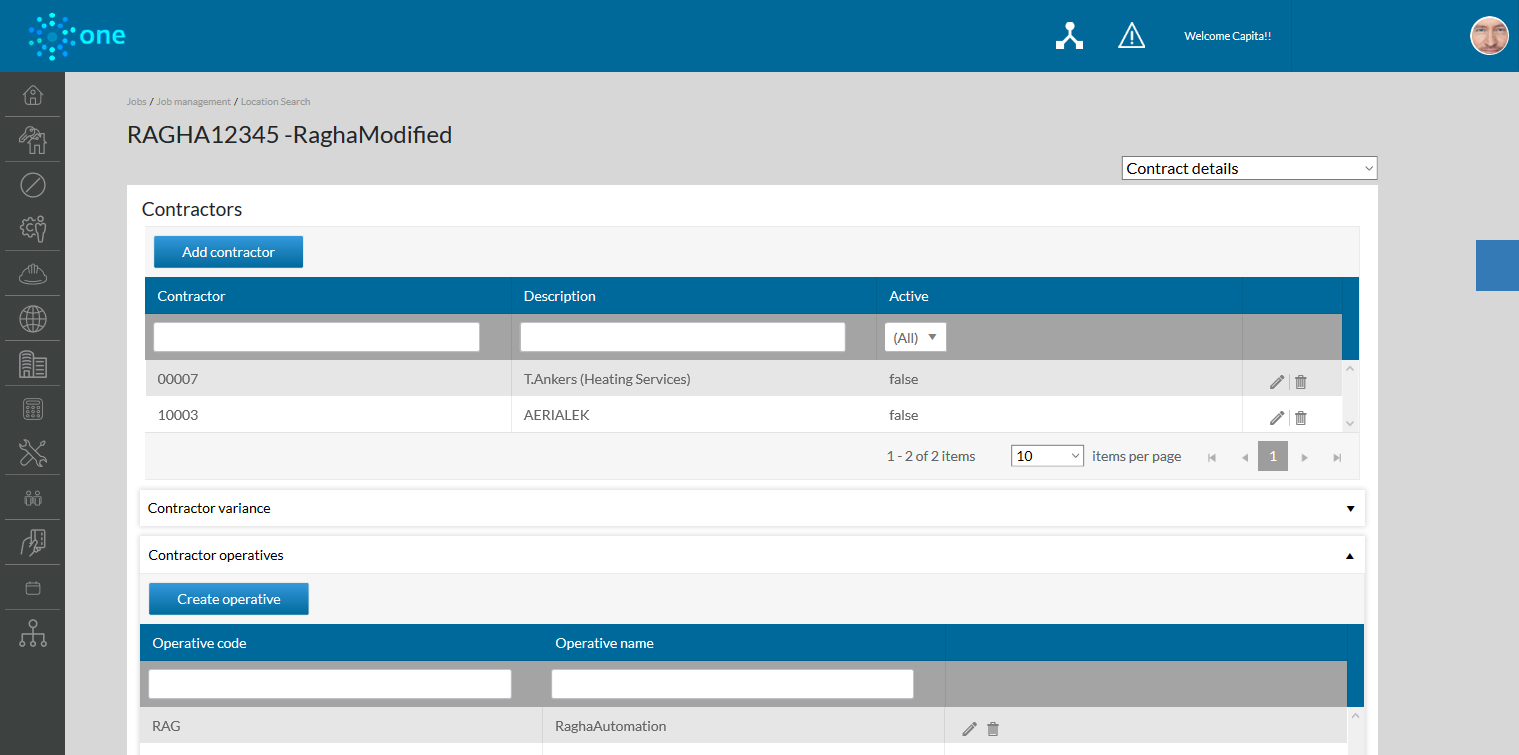 one
Welcome Capita!!
Jobs / Job management / Location Search
RAGHA12345 -RaghaModified
Contract details
Contractors
Add contractor
Contractor Description Active
(All)
00007 T.Ankers (Heating Services) false
10003 AERIALEK false
1 - 2 of 2 items 10 items per page 1
Contractor variance
Contractor operatives
Create operative
Operative code Operative name
RAG RaghaAutomation